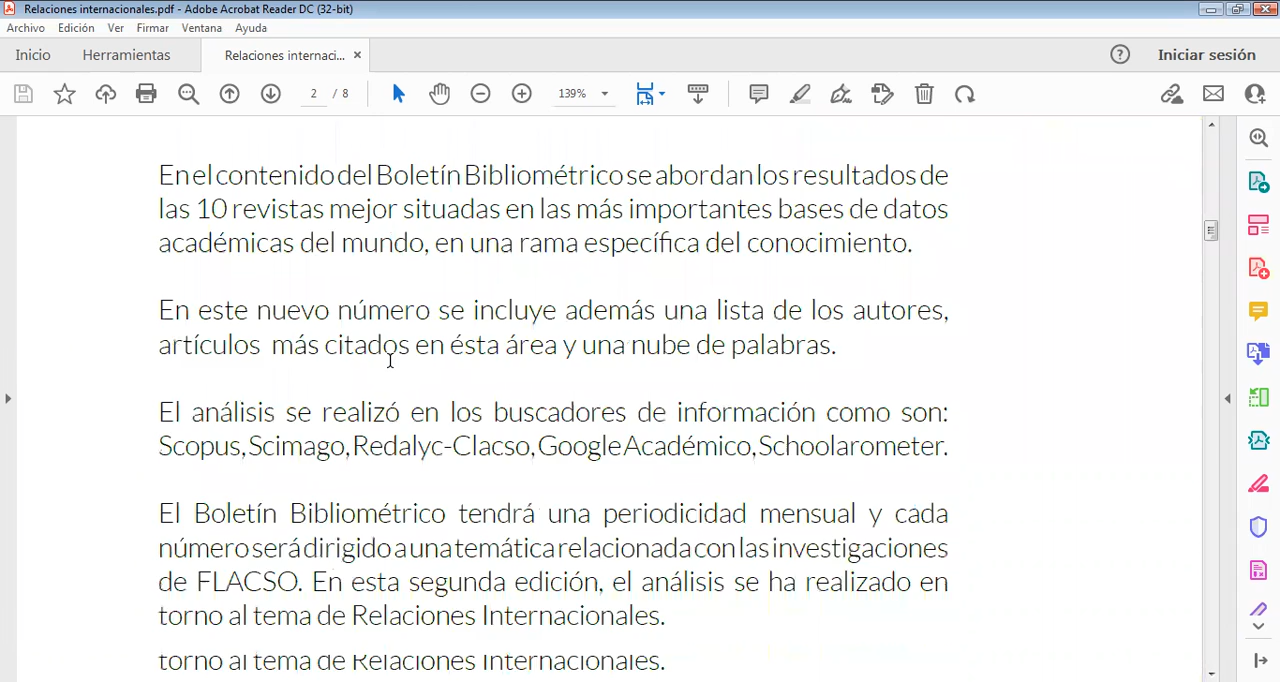 Relaciones internacionales.pdf - Adobe Acrobat Reader DC (32-bit)
Archivo Edición Ver Firmar Ventana Ayuda
Inicio Herramientas Relaciones internaci... × ? Iniciar sesión
2 / 8 139%
En el contenido del Boletín Bibliométrico se abordan los resultados de
las 10 revistas mejor situadas en las más importantes bases de datos
académicas del mundo, en una rama específica del conocimiento.
En este nuevo número se incluye además una lista de los autores,
artículos más citados en ésta área y una nube de palabras.
El análisis se realizó en los buscadores de información como son:
Scopus, Scimago, Redalyc-Clacso, Google Académico, Schoolarometer.
El Boletín Bibliométrico tendrá una periodicidad mensual y cada
número será dirigido a una temática relacionada con las investigaciones
de FLACSO. En esta segunda edición, el análisis se ha realizado en
torno al tema de Relaciones Internacionales.
torno al tema de Relaciones Internacionales.